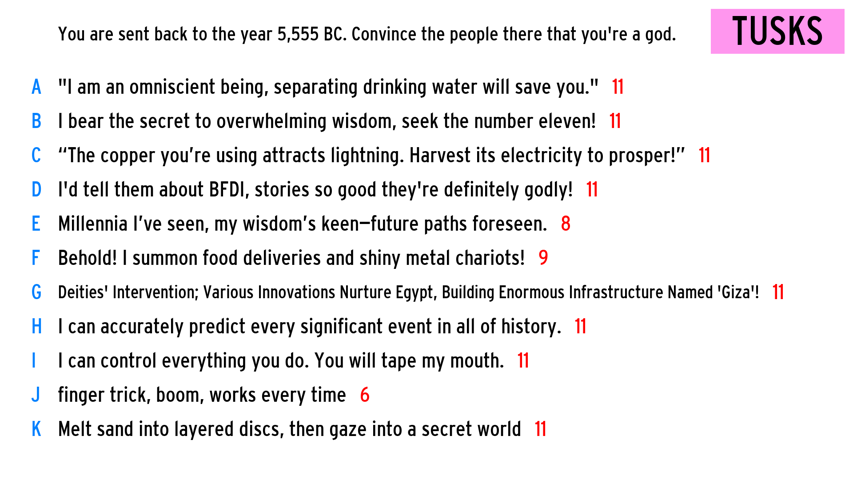 You are sent back to the year 5,555 BC. Convince the people there that you're a god.
TUSKS
A "I am an omniscient being, separating drinking water will save you." 11
B I bear the secret to overwhelming wisdom, seek the number eleven! 11
C “The copper you’re using attracts lightning. Harvest its electricity to prosper!” 11
D I'd tell them about BFDI, stories so good they're definitely godly! 11
E Millennia I’ve seen, my wisdom’s keen—future paths foreseen. 8
F Behold! I summon food deliveries and shiny metal chariots! 9
G Deities' Intervention; Various Innovations Nurture Egypt, Building Enormous Infrastructure Named 'Giza'! 11
H I can accurately predict every significant event in all of history. 11
I I can control everything you do. You will tape my mouth. 11
J finger trick, boom, works every time 6
K Melt sand into layered discs, then gaze into a secret world 11